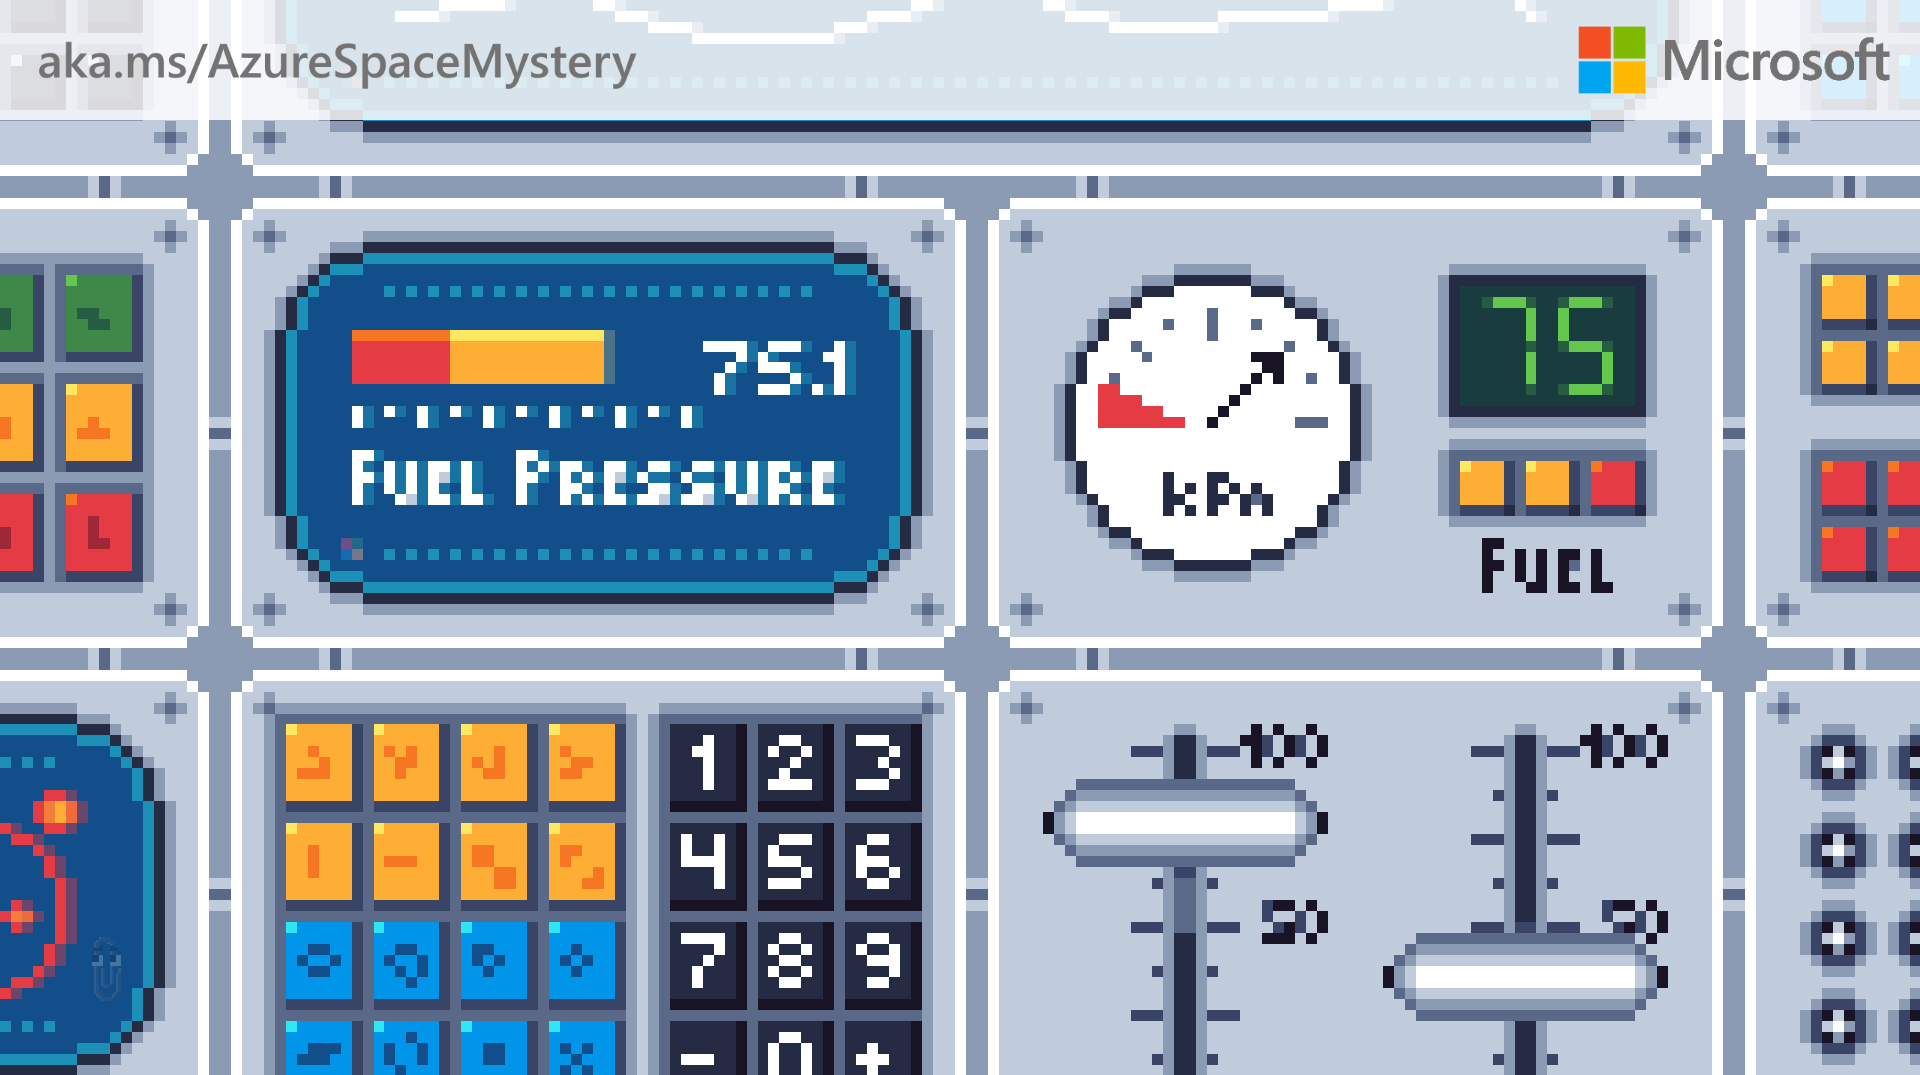 aka.ms/AzureSpaceMystery
Microsoft
75.1
FUEL PRESSURE
75
kPa
FUEL
1 2 3
4 5 6
7 8 9
- 0 +
100
50
100
50